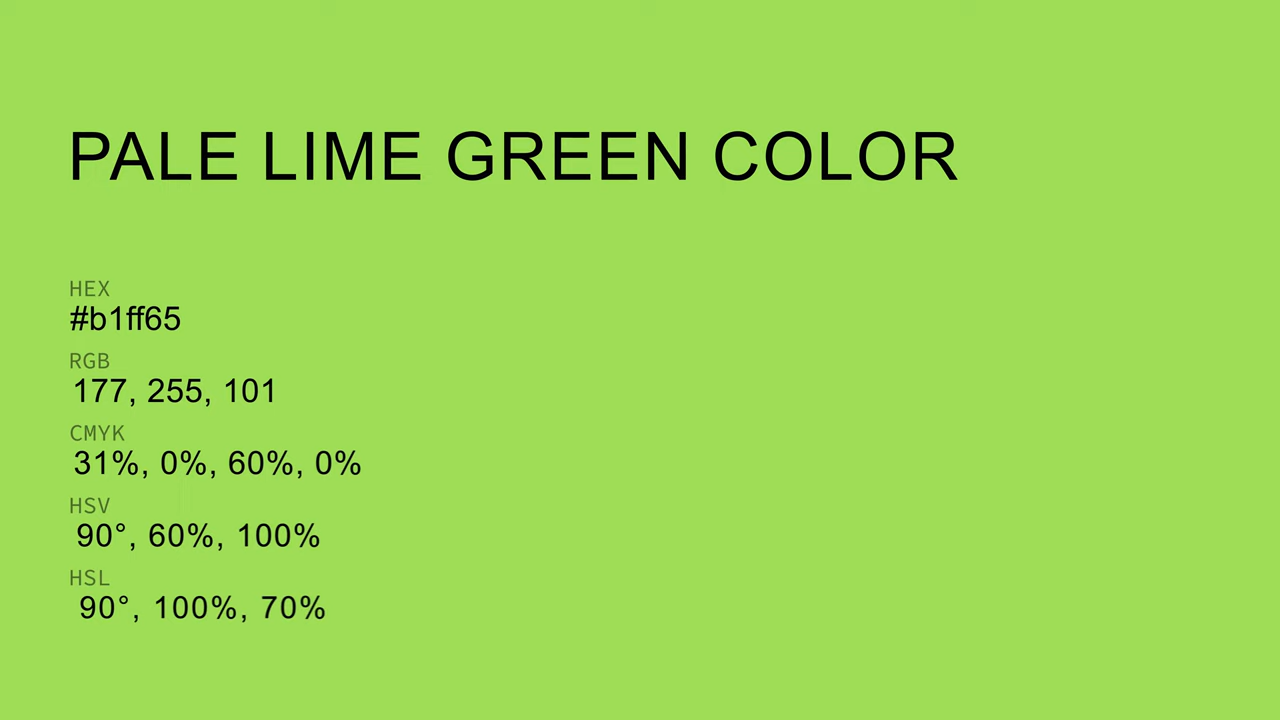 PALE LIME GREEN COLOR
HEX
#b1ff65
RGB
177, 255, 101
CMYK
31%, 0%, 60%, 0%
HSV
90°, 60%, 100%
HSL
90°, 100%, 70%